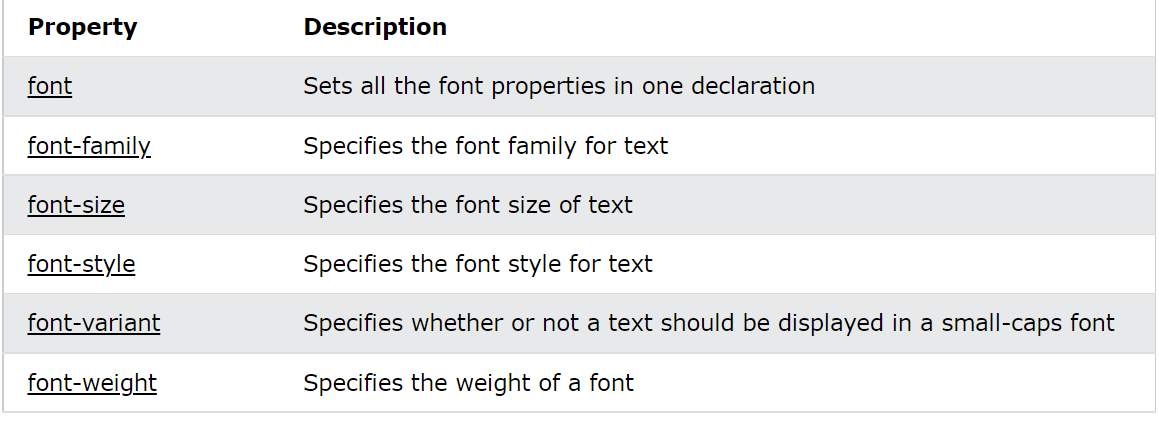 Property Description
font Sets all the font properties in one declaration
font-family Specifies the font family for text
font-size Specifies the font size of text
font-style Specifies the font style for text
font-variant Specifies whether or not a text should be displayed in a small-caps font
font-weight Specifies the weight of a font